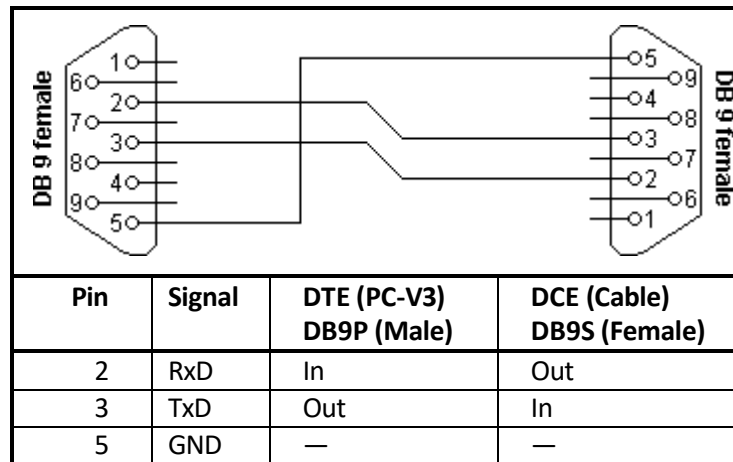 DB 9 female
1
6
2
7
3
8
4
9
5
5
9
4
8
3
7
2
6
1
DB 9 female
Pin Signal DTE (PC-V3) DCE (Cable)
DB9P (Male) DB9S (Female)
2 RxD In Out
3 TxD Out In
5 GND — —